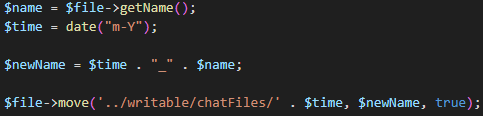 $name = $file->getName();
$time = date("m-Y");
$newName = $time . "_" . $name;
$file->move('../writable/chatFiles/' . $time, $newName, true);